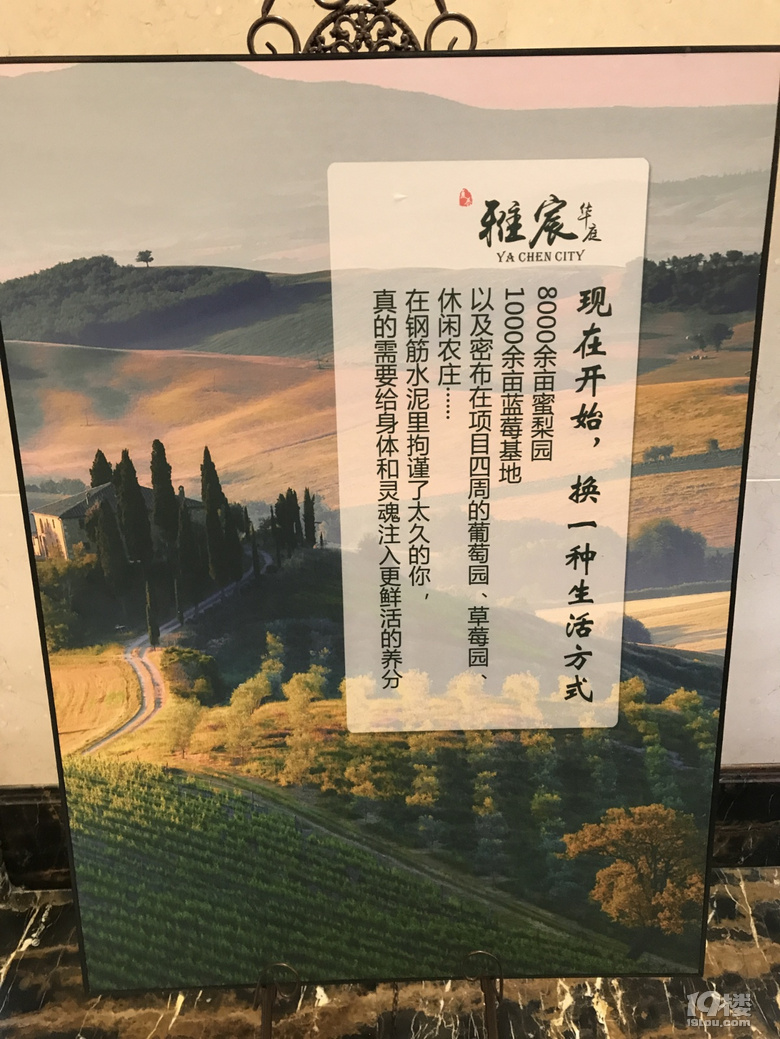 雅宸华庭
YA CHEN CITY
现在开始，换一种生活方式
8000余亩蜜梨园
1000余亩蓝莓基地
以及密布在项目四周的葡萄园、草莓园、
休闲农庄……
在钢筋水泥里拘谨了太久的你，
真的需要给身体和灵魂注入更鲜活的养分
19楼
19lou.com